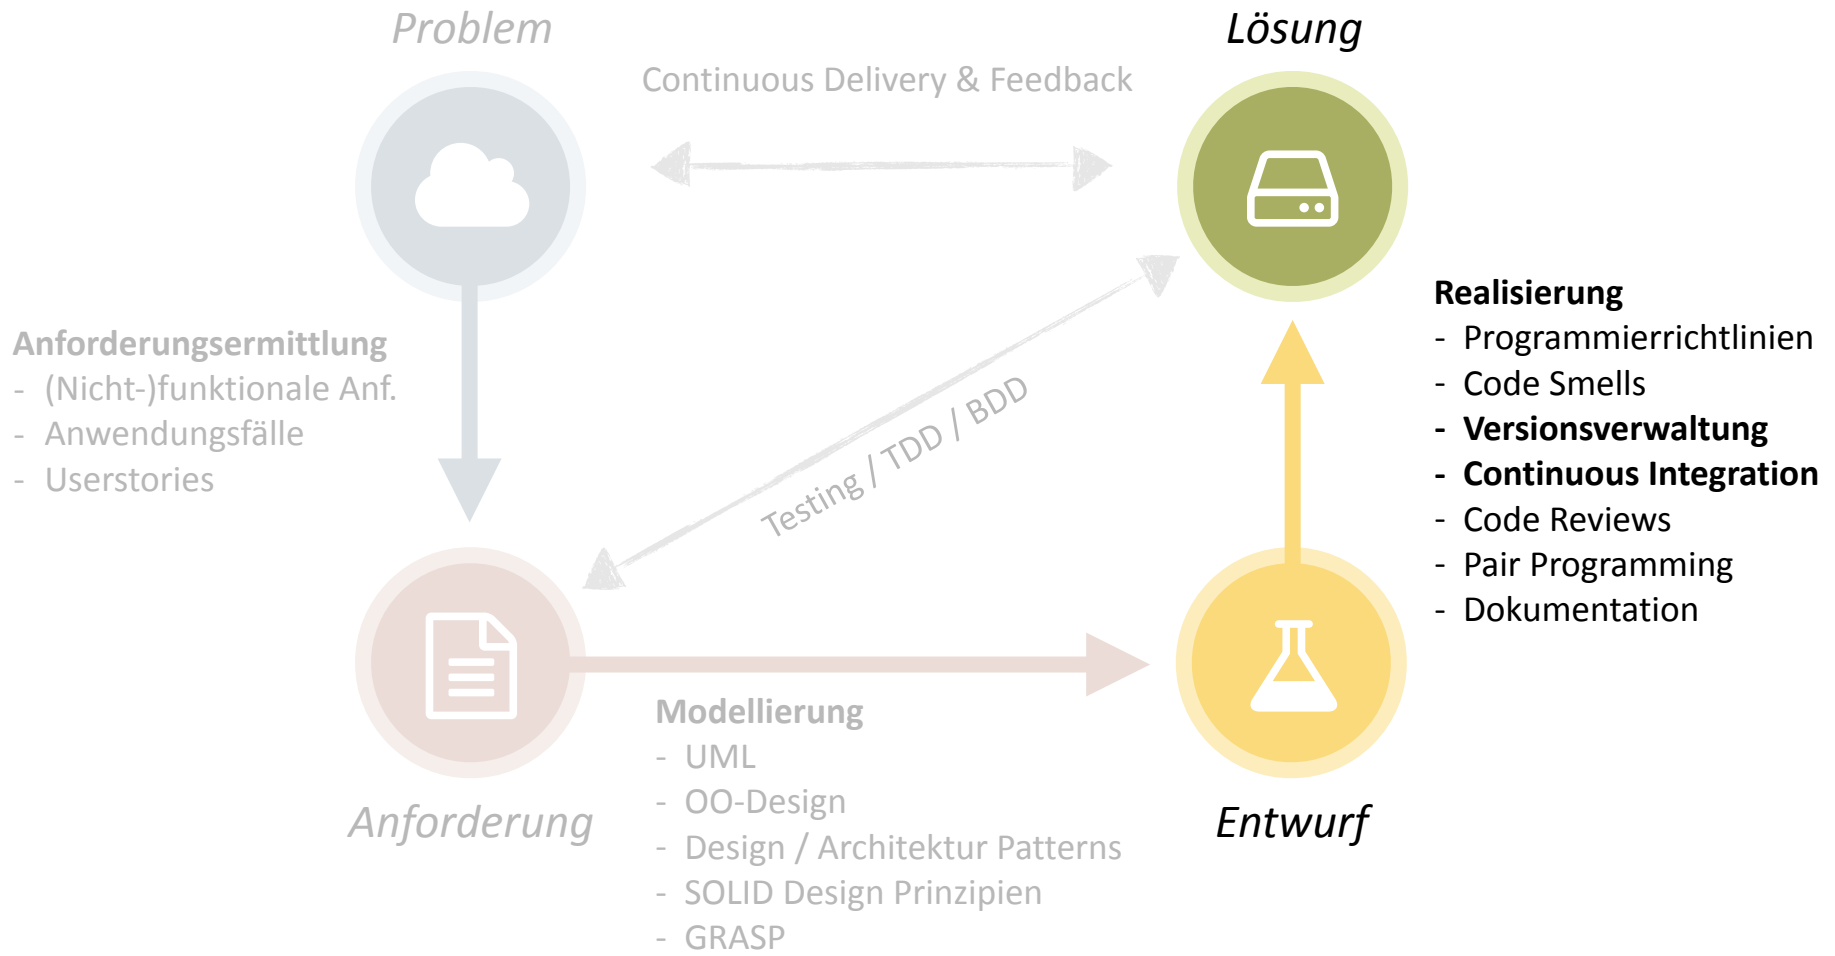 Problem
Lösung
Continuous Delivery & Feedback
Anforderungsermittlung
- (Nicht-)funktionale Anf.
- Anwendungsfälle
- Userstories
Testing / TDD / BDD
Realisierung
- Programmierrichtlinien
- Code Smells
- Versionsverwaltung
- Continuous Integration
- Code Reviews
- Pair Programming
- Dokumentation
Anforderung
Modellierung
- UML
- OO-Design
- Design / Architektur Patterns
- SOLID Design Prinzipien
- GRASP
Entwurf